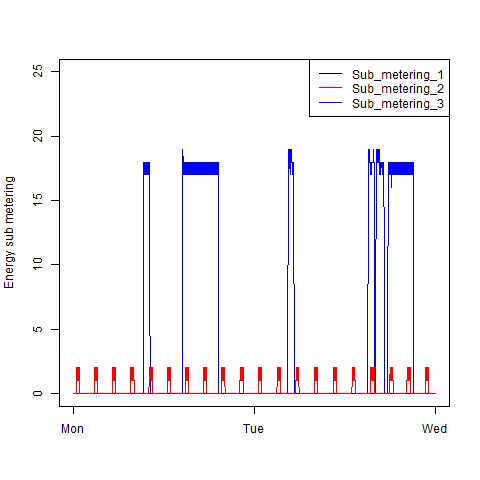 Sub_metering_1
Sub_metering_2
Sub_metering_3
Energy sub metering
25
20
15
10
5
0
Mon Tue Wed